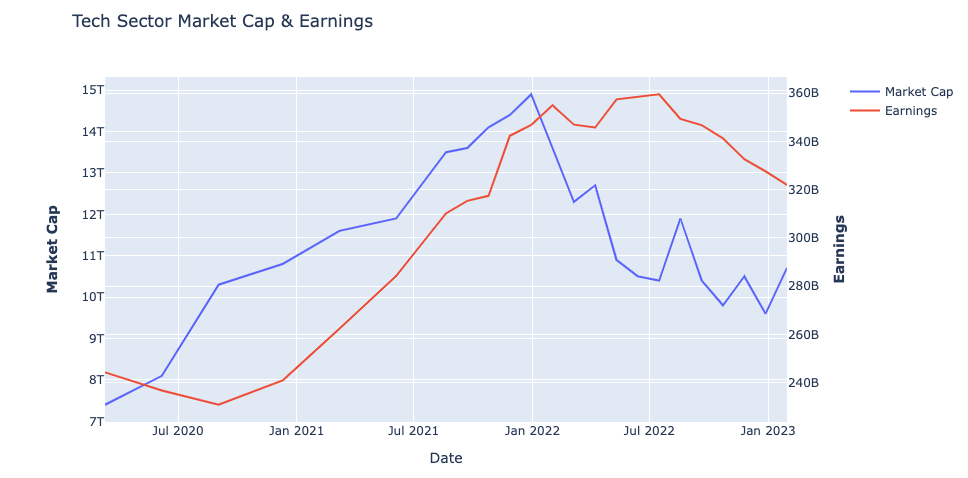 Tech Sector Market Cap & Earnings
Market Cap
Earnings
15T
14T
13T
12T
11T
10T
9T
8T
7T
Market Cap
360B
340B
320B
300B
280B
260B
240B
Earnings
Jul 2020
Jan 2021
Jul 2021
Jan 2022
Jul 2022
Jan 2023
Date